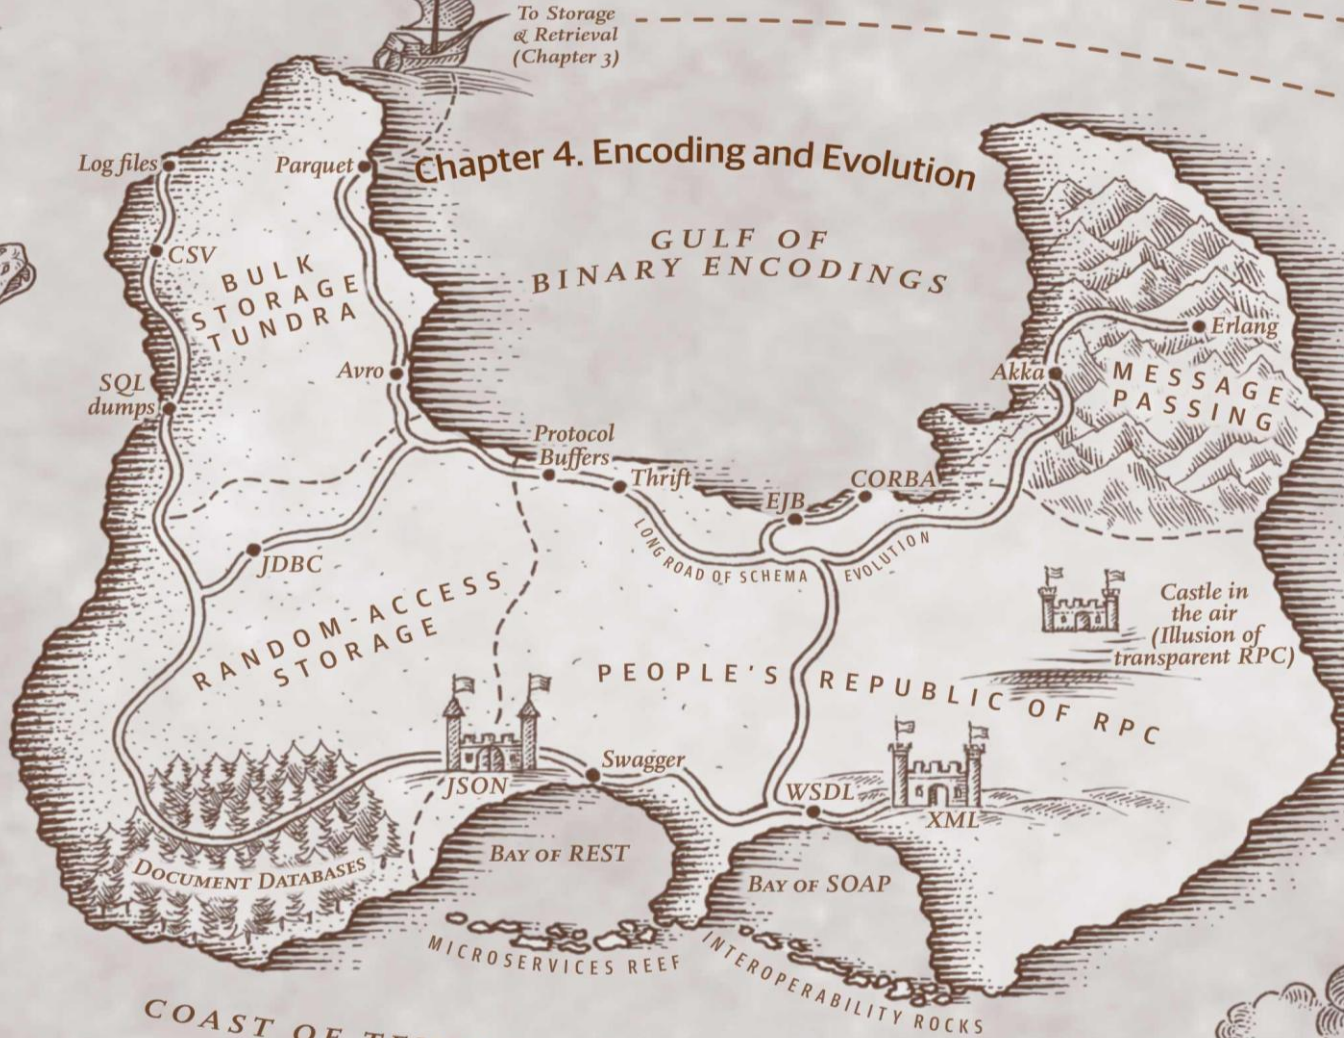 To Storage
& Retrieval
(Chapter 3)
Chapter 4. Encoding and Evolution
Log files
Parquet
GULF OF
BINARY ENCODINGS
CSV
BULK
STORAGE
TUNDRA
Erlang
Avro
Akka
MESSAGE
PASSING
SQL
dumps
Protocol
Buffers
Thrift
CORBA
EJB
LONG ROAD OF SCHEMA EVOLUTION
JDBC
RANDOM-ACCESS
STORAGE
Castle in
the air
(Illusion of
transparent RPC)
PEOPLE'S REPUBLIC OF RPC
JSON
Swagger
WSDL
XML
DOCUMENT DATABASES
BAY OF REST
BAY OF SOAP
MICROSERVICES REEF
INTEROPERABILITY ROCKS
COAST OF